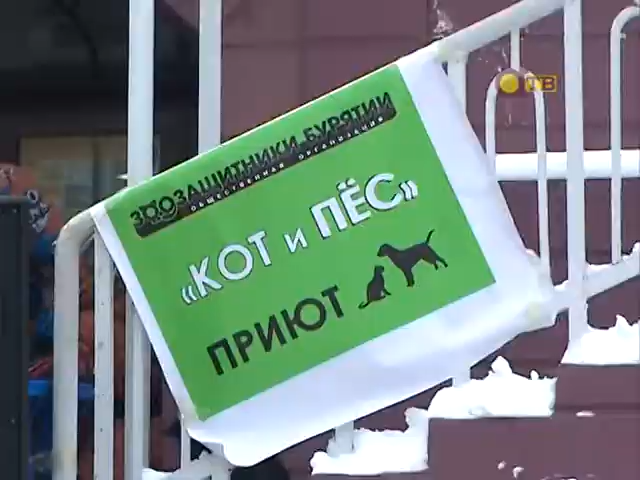 ЗООЗАЩИТНИКИ БУРЯТИИ
ОБЩЕСТВЕННАЯ ОРГАНИЗАЦИЯ
«КОТ и ПЁС»
ПРИЮТ
ТВ